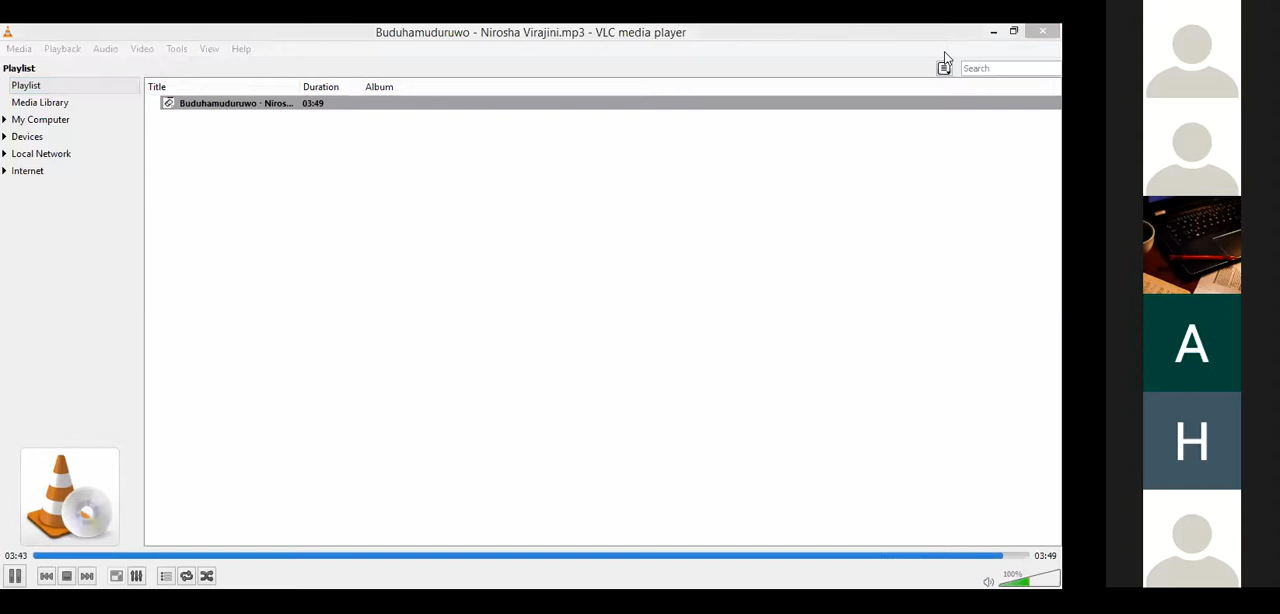 Buduhamuduruwo - Nirosha Virajini.mp3 - VLC media player
Media Playback Audio Video Tools View Help
Playlist
Search
Playlist
Media Library
My Computer
Devices
Local Network
Internet
Title Duration Album
Buduhamuduruwo - Niros... 03:49
A
H
03:43 03:49
100%